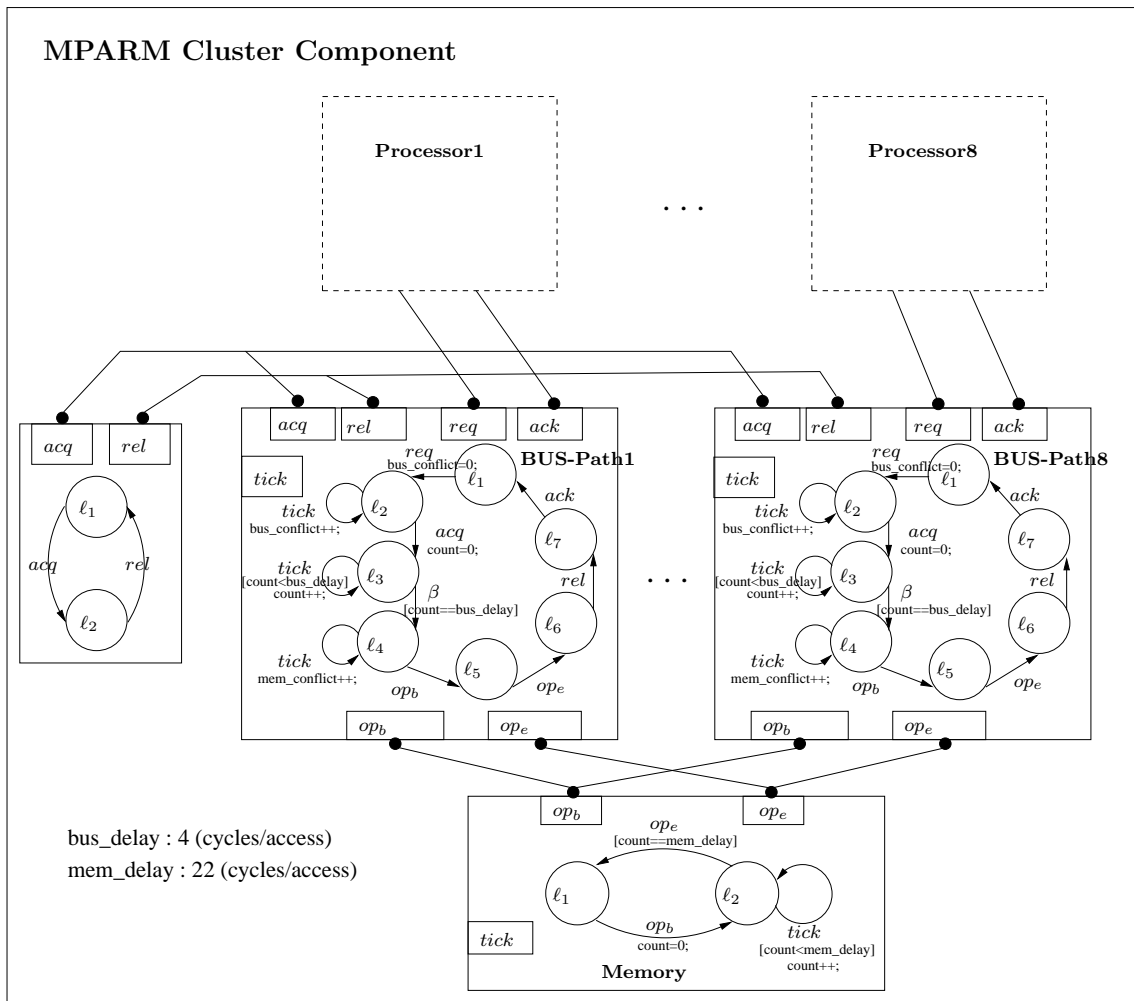 MPARM Cluster Component
Processor1
Processor8
. . .
acq
rel
acq
rel
req
ack
acq
rel
req
ack
tick
req
bus_conflict=0;
BUS-Path1
ℓ1
ℓ2
tick
bus_conflict++;
acq
count=0;
ack
ℓ7
tick
[count<bus_delay]
count++;
ℓ3
β
[count==bus_delay]
rel
ℓ6
ℓ4
tick
mem_conflict++;
opb
ℓ5
ope
opb
ope
. . .
tick
req
bus_conflict=0;
BUS-Path8
ℓ1
ℓ2
tick
bus_conflict++;
acq
count=0;
ack
ℓ7
tick
[count<bus_delay]
count++;
ℓ3
β
[count==bus_delay]
rel
ℓ6
ℓ4
tick
mem_conflict++;
opb
ℓ5
ope
opb
ope
ℓ1
acq
rel
ℓ2
bus_delay : 4 (cycles/access)
mem_delay : 22 (cycles/access)
opb
ope
ope
[count==mem_delay]
ℓ1
ℓ2
opb
count=0;
tick
[count<mem_delay]
count++;
tick
Memory